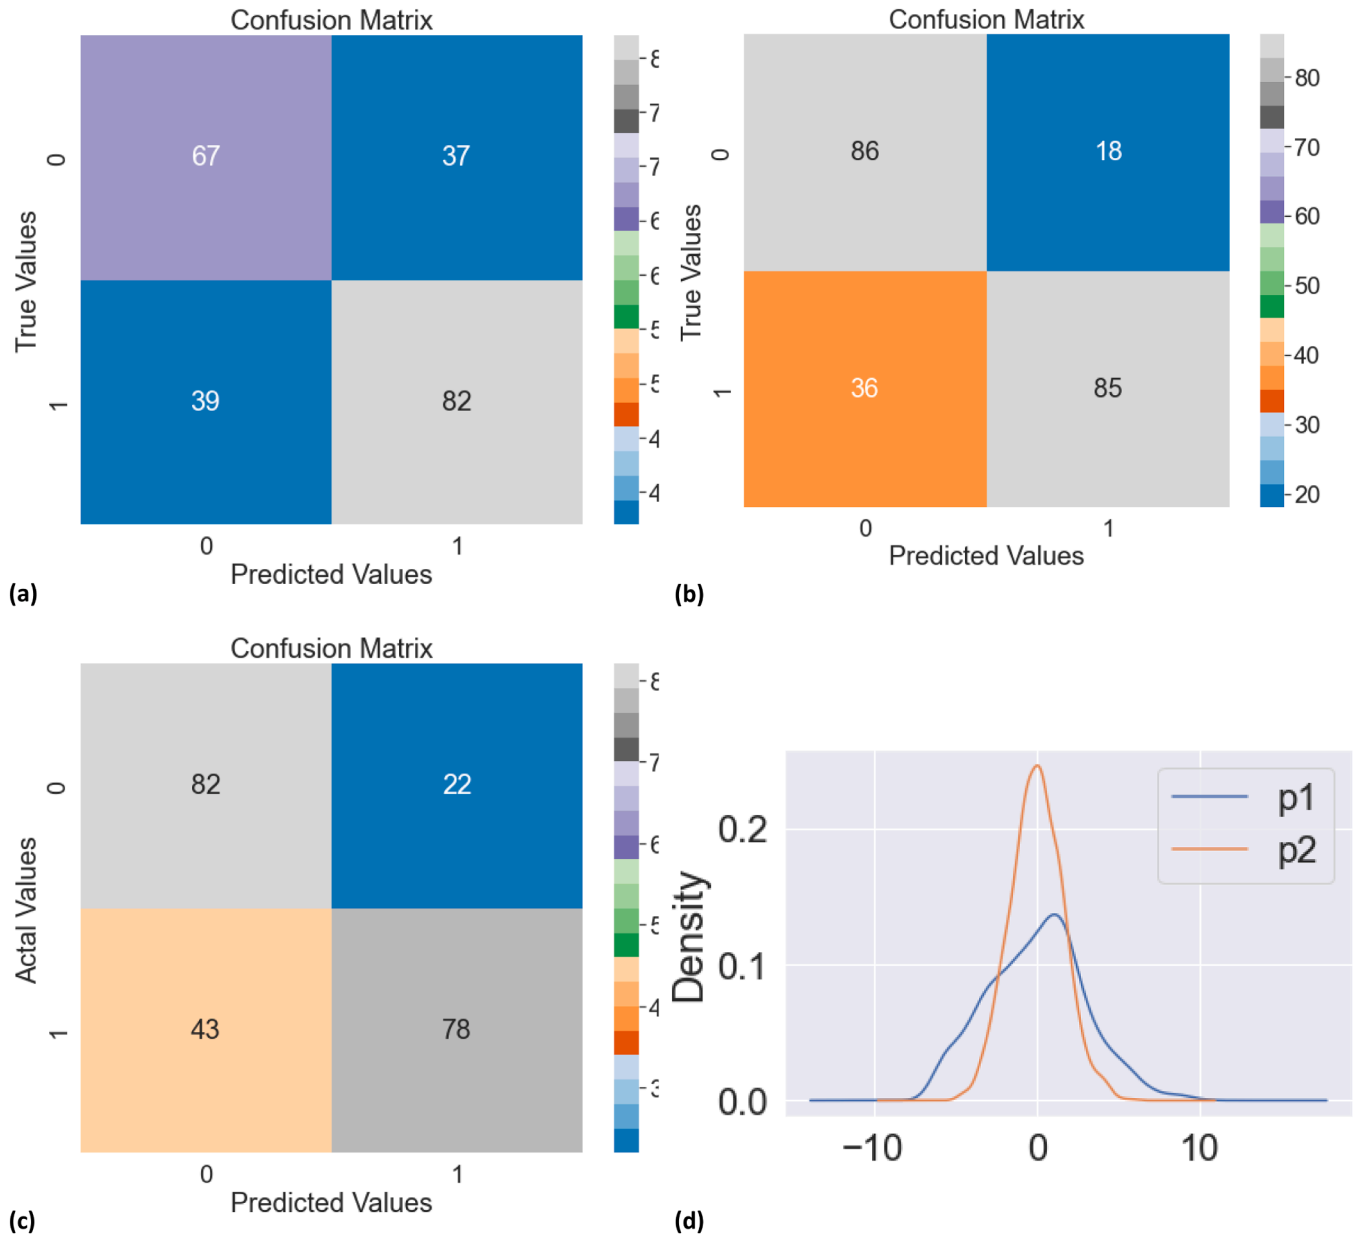 Confusion Matrix
67 37
39 82
0
1
True Values
0 1
Predicted Values
(a)
Confusion Matrix
86 18
36 85
0
1
True Values
80
70
60
50
40
30
20
0 1
Predicted Values
(b)
Confusion Matrix
82 22
43 78
0
1
Actal Values
0 1
Predicted Values
(c)
p1
p2
0.2
0.1
0.0
Density
−10 0 10
(d)